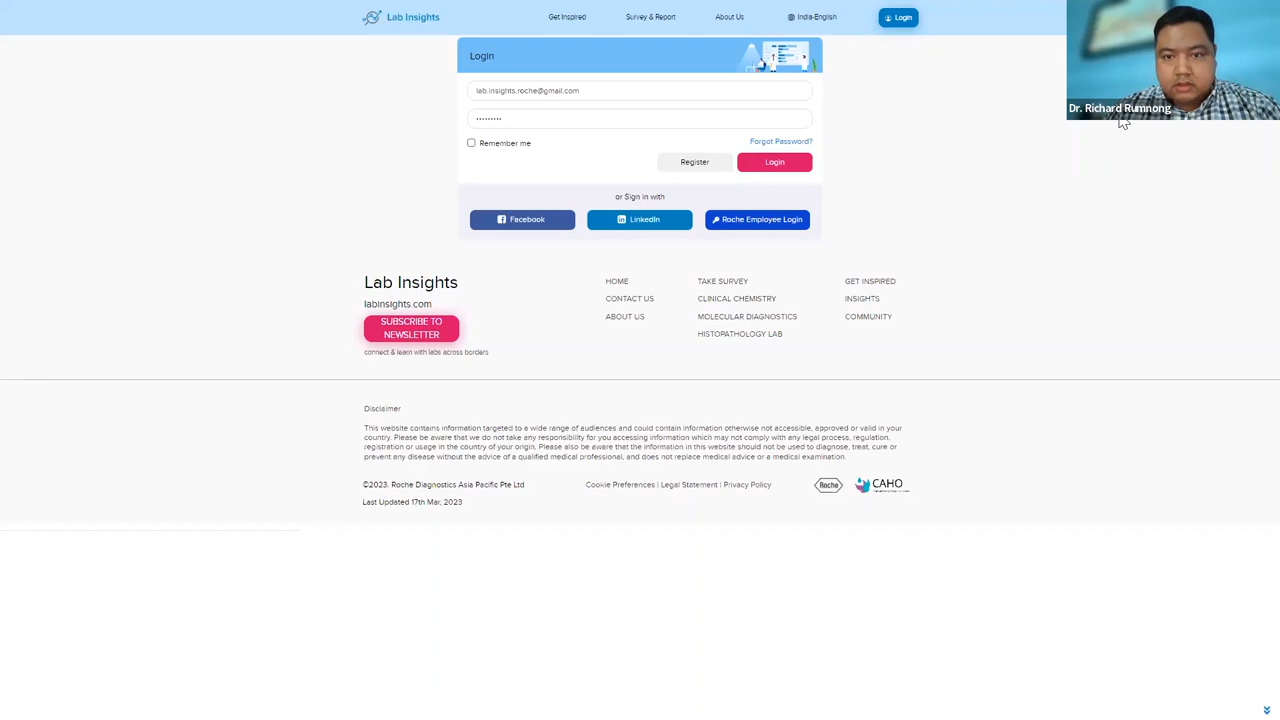 Lab Insights
Get Inspired
Survey & Report
About Us
India-English
Login
Login
lab.insights.roche@gmail.com
Remember me
Forgot Password?
Register
Login
or Sign in with
Facebook
LinkedIn
Roche Employee Login
Dr. Richard Rumnong
Lab Insights
labinsights.com
SUBSCRIBE TO
NEWSLETTER
connect & learn with labs across borders
HOME
CONTACT US
ABOUT US
TAKE SURVEY
CLINICAL CHEMISTRY
MOLECULAR DIAGNOSTICS
HISTOPATHOLOGY LAB
GET INSPIRED
INSIGHTS
COMMUNITY
Disclaimer
This website contains information targeted to a wide range of audiences and could contain information otherwise not accessible, approved or valid in your
country. Please be aware that we do not take any responsibility for you accessing information which may not comply with any legal process, regulation,
registration or usage in the country of your origin. Please also be aware that the information in this website should not be used to diagnose, treat, cure or
prevent any disease without the advice of a qualified medical professional, and does not replace medical advice or a medical examination.
©2023. Roche Diagnostics Asia Pacific Pte Ltd
Last Updated 17th Mar, 2023
Cookie Preferences | Legal Statement | Privacy Policy
Roche
CAHO